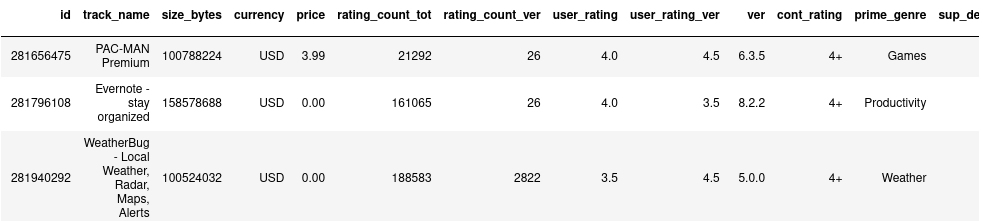 id track_name size_bytes currency price rating_count_tot rating_count_ver user_rating user_rating_ver ver cont_rating prime_genre sup_de
281656475 PAC-MAN Premium 100788224 USD 3.99 21292 26 4.0 4.5 6.3.5 4+ Games
281796108 Evernote - stay organized 158578688 USD 0.00 161065 26 4.0 3.5 8.2.2 4+ Productivity
281940292 WeatherBug - Local Weather, Radar, Maps, Alerts 100524032 USD 0.00 188583 2822 3.5 4.5 5.0.0 4+ Weather